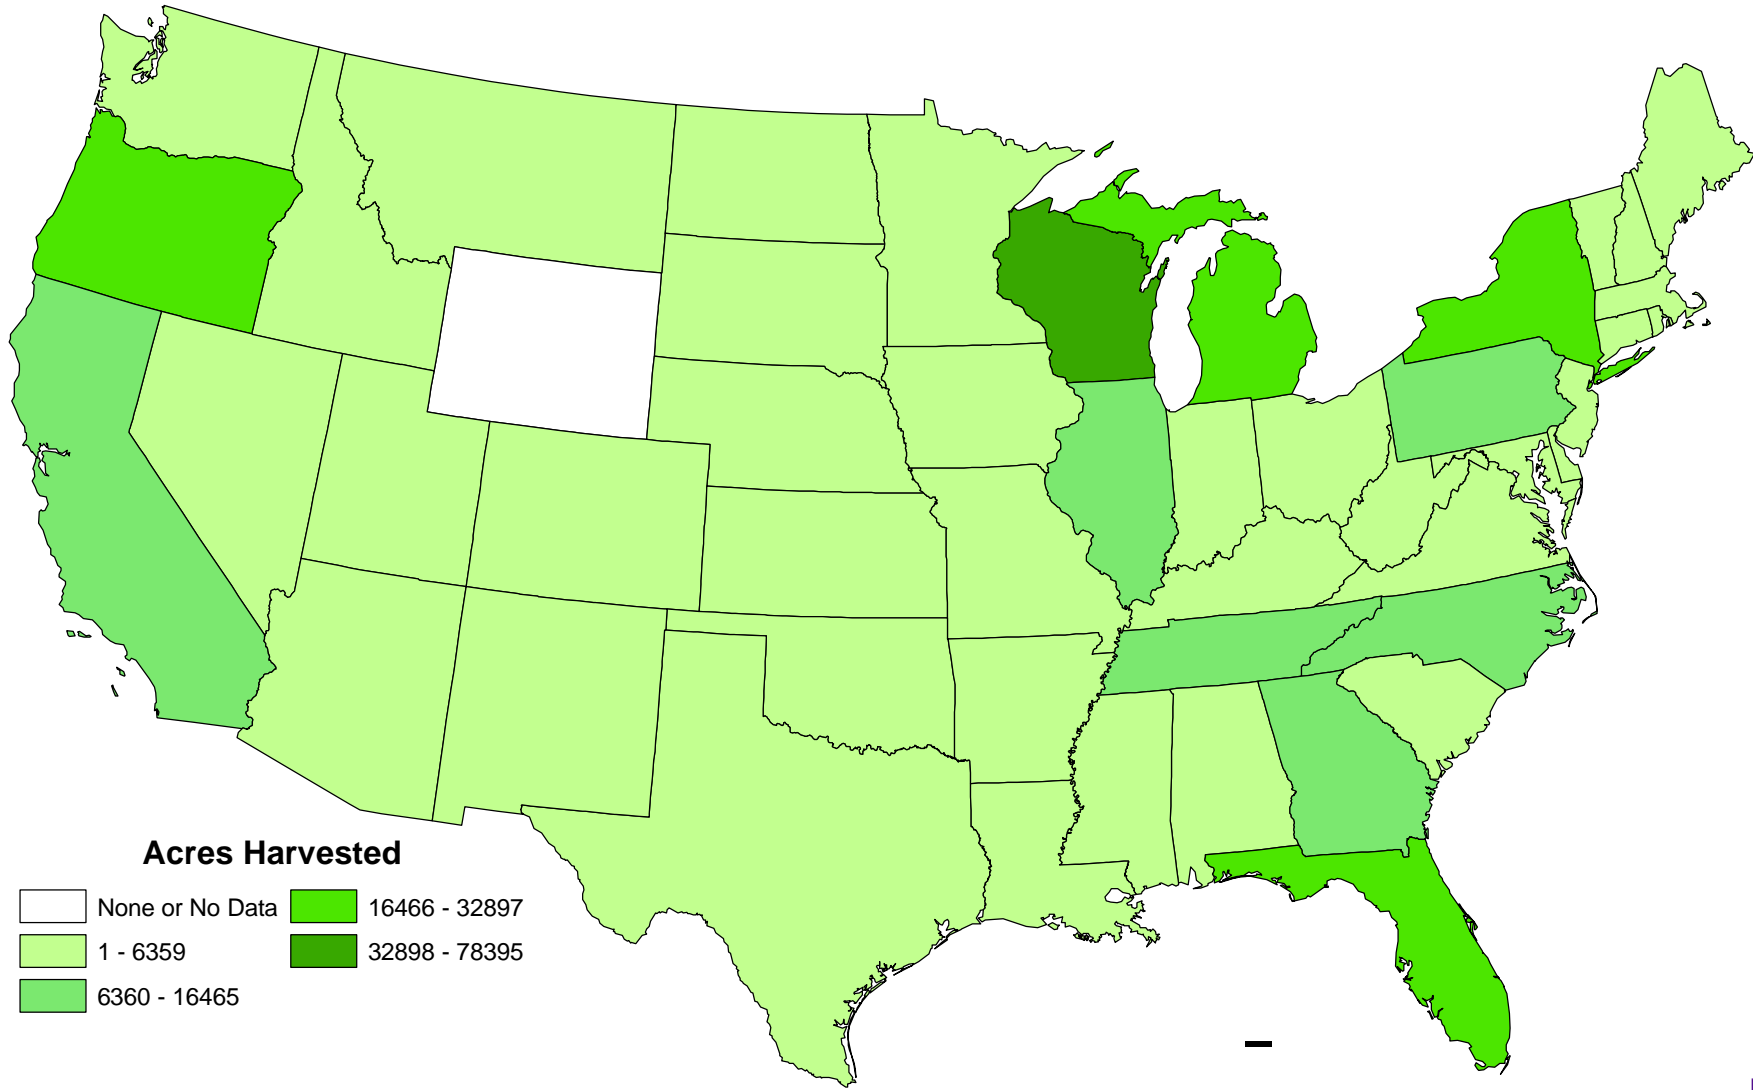 Acres Harvested
None or No Data
1 - 6359
6360 - 16465
16466 - 32897
32898 - 78395